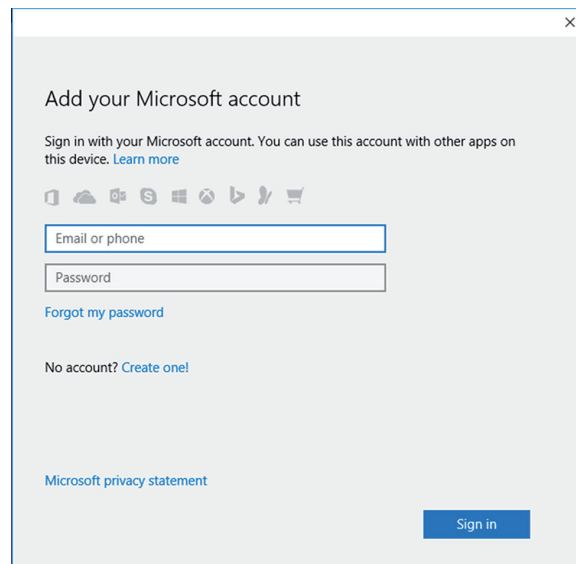 Add your Microsoft account
Sign in with your Microsoft account. You can use this account with other apps on
this device. Learn more
Email or phone
Password
Forgot my password
No account? Create one!
Microsoft privacy statement
Sign in